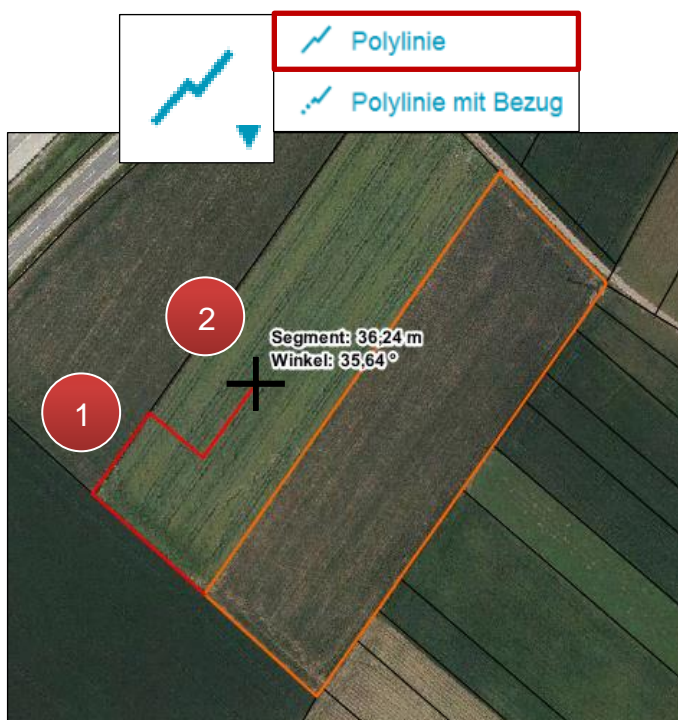 Polylinie
Polylinie mit Bezug
2
Segment: 36,24 m
Winkel: 35,64°
1